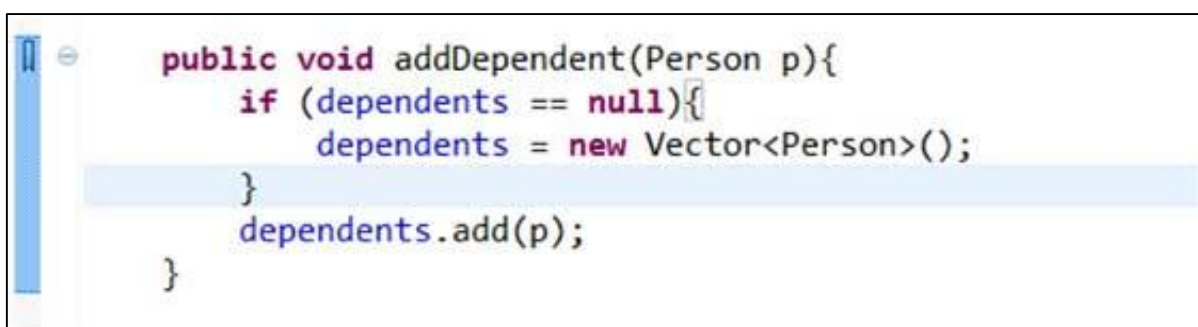 public void addDependent(Person p){
if (dependents == null){
dependents = new Vector<Person>();
}
dependents.add(p);
}